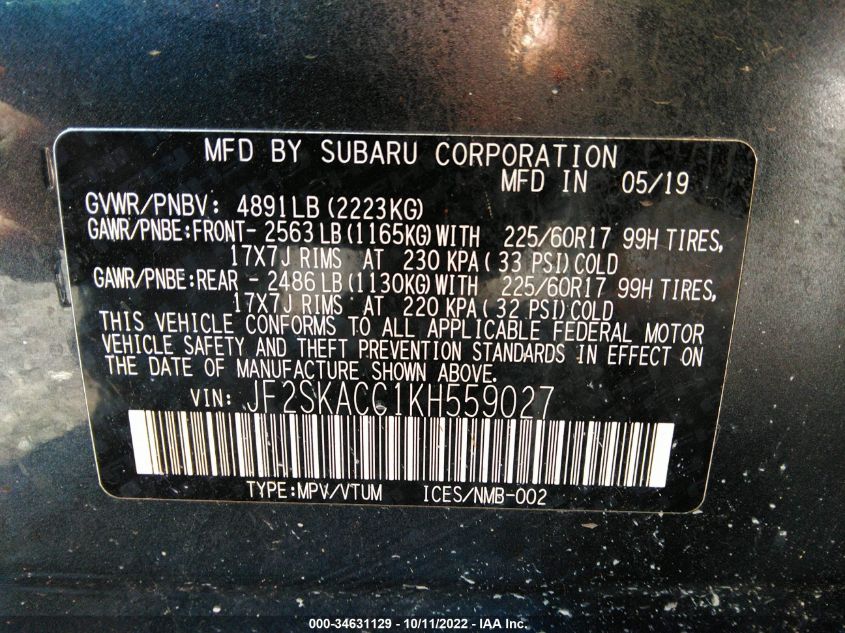 MFD BY SUBARU CORPORATION
MFD IN 05/19
GVWR/PNBV: 4891LB (2223KG)
GAWR/PNBE:FRONT- 2563LB (1165KG) WITH 225/60R17 99H TIRES,
17X7J RIMS AT 230 KPA( 33 PSI)COLD
GAWR/PNBE:REAR - 2486LB (1130KG) WITH 225/60R17 99H TIRES,
17X7J RIMS AT 220 KPA( 32 PSI)COLD
THIS VEHICLE CONFORMS TO ALL APPLICABLE FEDERAL MOTOR
VEHICLE SAFETY AND THEFT PREVENTION STANDARDS IN EFFECT ON
THE DATE OF MANUFACTURE SHOWN ABOVE.
VIN: JF2SKACC1KH559027
TYPE:MPV/VTUM ICES/NMB-002
000-34631129 - 10/11/2022 - IAA Inc.